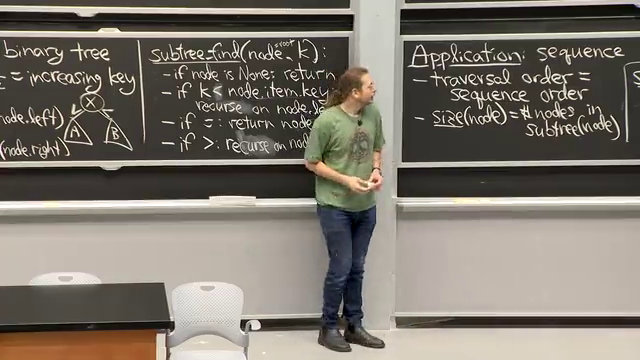 binary tree
= increasing key
node.left)
X
A
B
(node.right)
subtree_find(node, k):
root
- if node is None: return
- if k < node.item.key:
recurse on node.
- if =: return node
- if >: recurse on
Application: sequence
- traversal order =
sequence order
- size(node) = # nodes in
subtree(node)